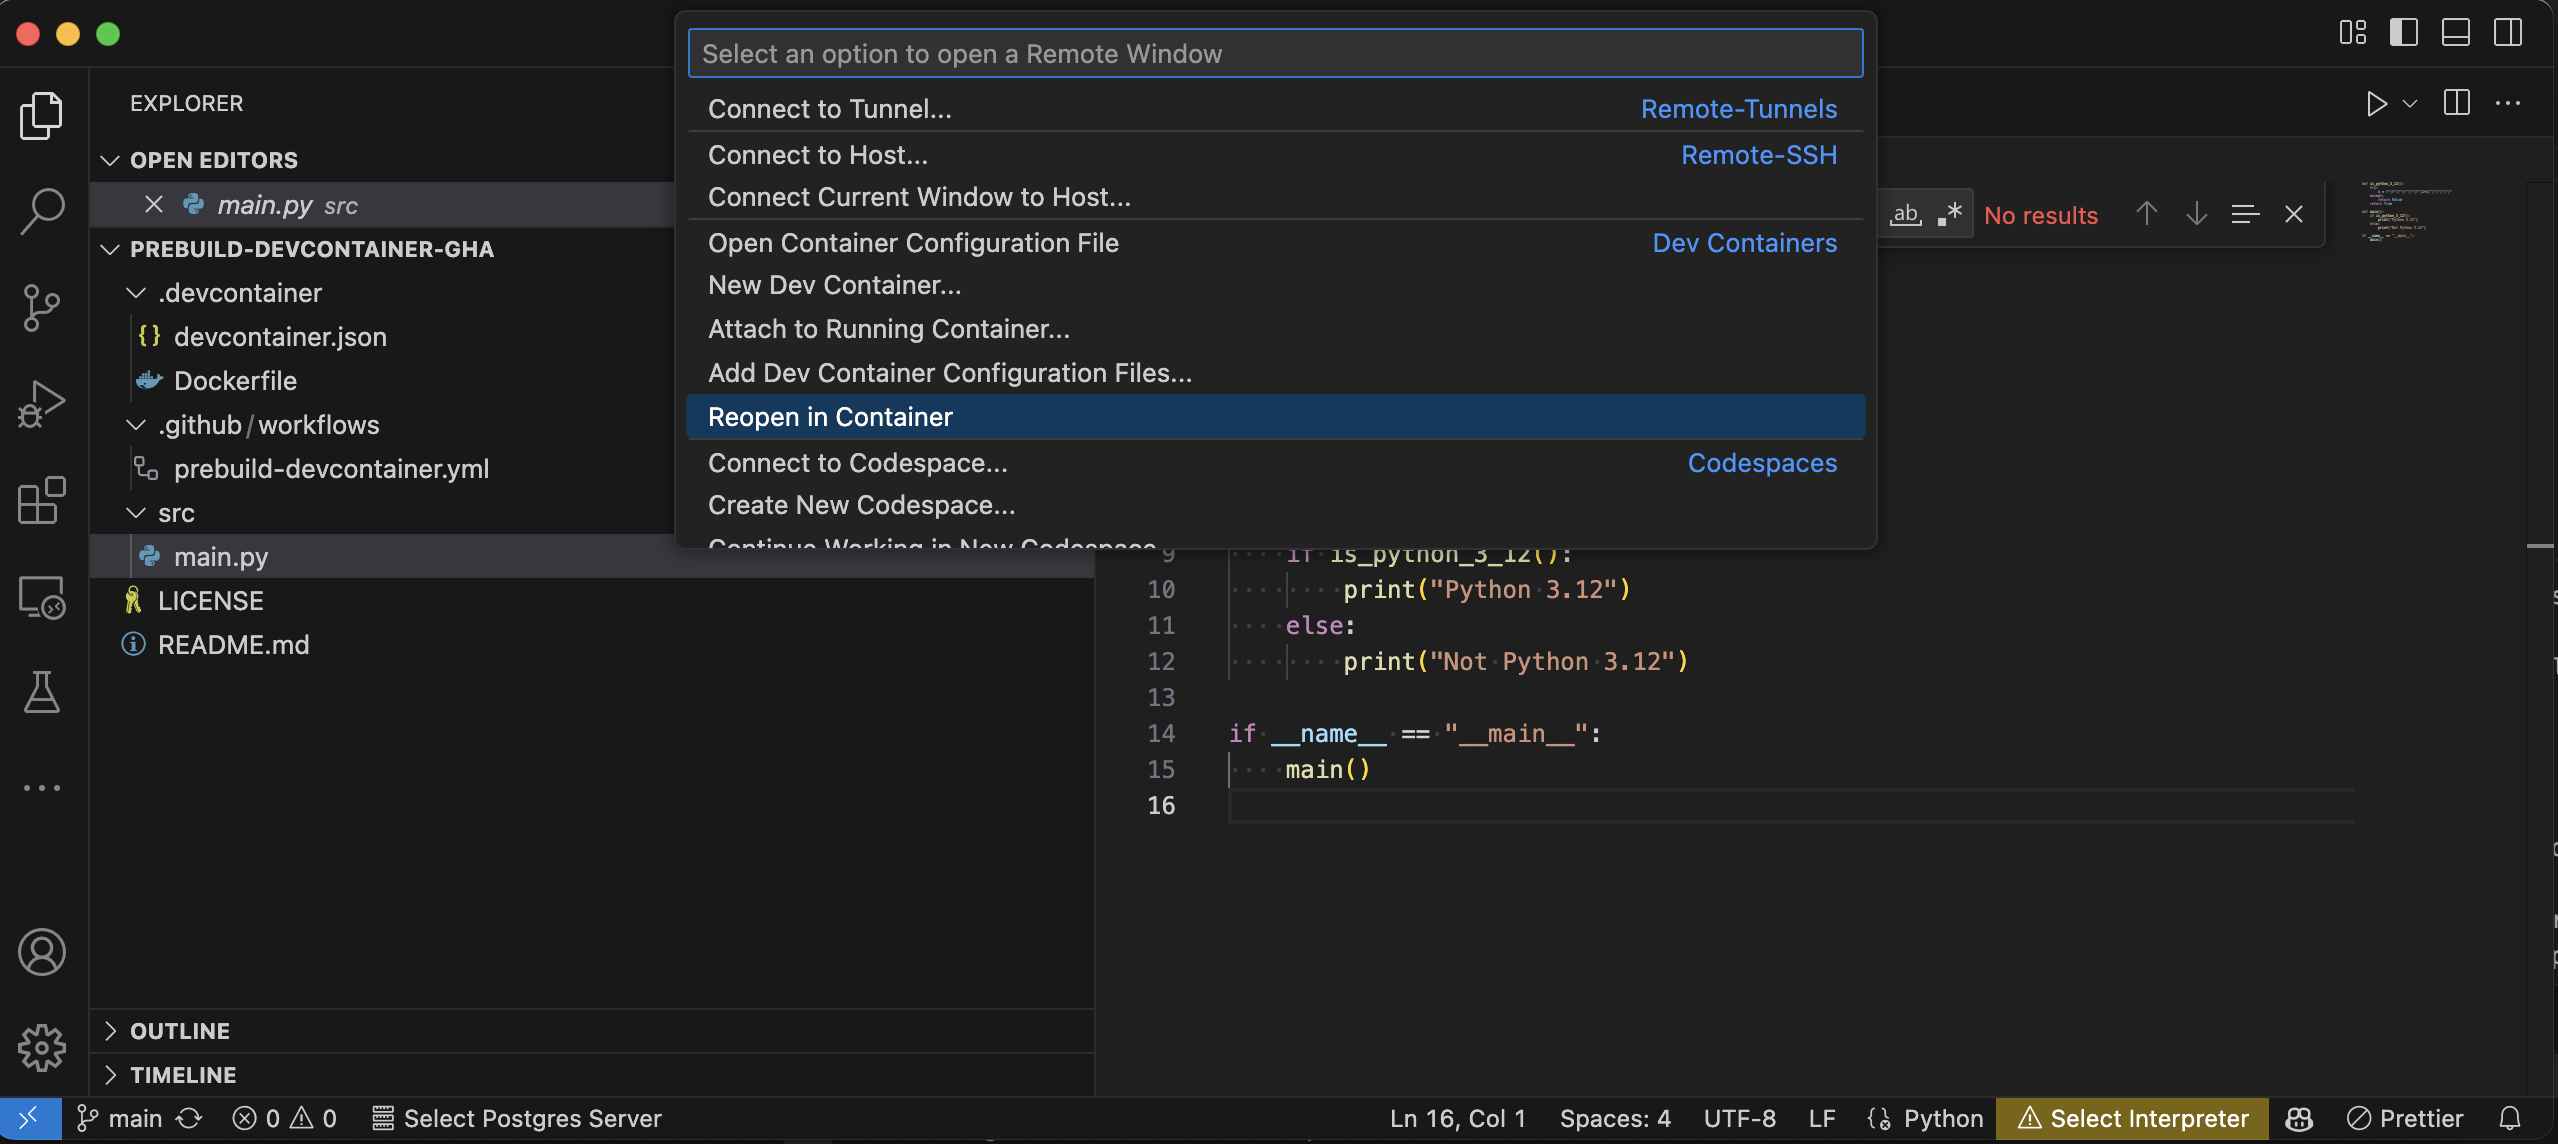 Select an option to open a Remote Window
Connect to Tunnel... Remote-Tunnels
Connect to Host... Remote-SSH
Connect Current Window to Host...
Open Container Configuration File Dev Containers
New Dev Container...
Attach to Running Container...
Add Dev Container Configuration Files...
Reopen in Container
Connect to Codespace... Codespaces
Create New Codespace...
Continue Working in New Codespace...
EXPLORER
OPEN EDITORS
main.py src
PREBUILD-DEVCONTAINER-GHA
.devcontainer
{} devcontainer.json
Dockerfile
.github/workflows
prebuild-devcontainer.yml
src
main.py
LICENSE
README.md
OUTLINE
TIMELINE
ab .* No results
9 if is_python_3_12():
10 print("Python 3.12")
11 else:
12 print("Not Python 3.12")
13
14 if __name__ == "__main__":
15 main()
16
main 0 0 Select Postgres Server Ln 16, Col 1 Spaces: 4 UTF-8 LF Python Select Interpreter Prettier